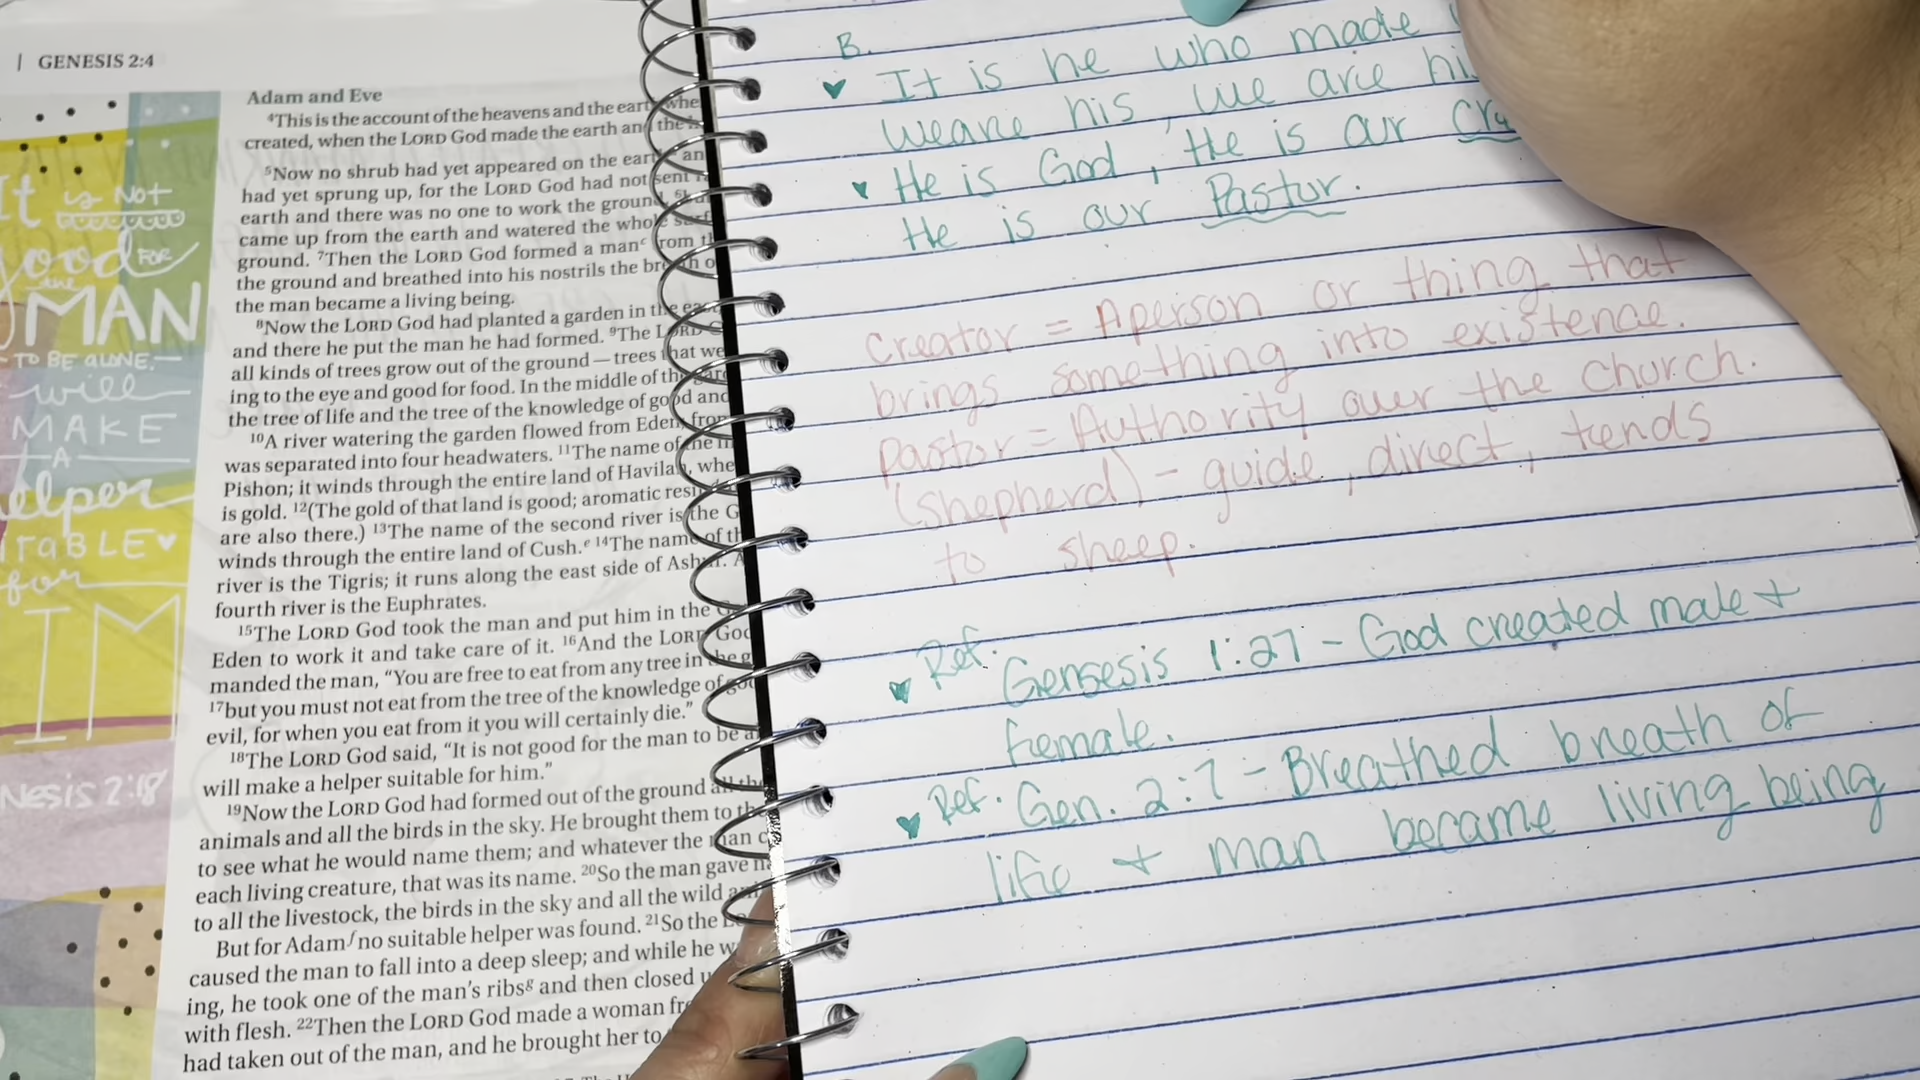 | GENESIS 2:4
It is NOT
good FOR
the
MAN
TO BE ALONE.
will
MAKE
A
helper
for
nesis 2:18
Adam and Eve
4This is the account of the heavens and the earth whe
created, when the LORD God made the earth and the
5Now no shrub had yet appeared on the earth an
had yet sprung up, for the LORD God had not sent
earth and there was no one to work the ground,
came up from the earth and watered the whole surf
ground. 7Then the LORD God formed a manc from th
the ground and breathed into his nostrils the breath o
the man became a living being.
8Now the LORD God had planted a garden in the ea
and there he put the man he had formed. 9The LORD G
all kinds of trees grow out of the ground — trees that we
ing to the eye and good for food. In the middle of the gard
the tree of life and the tree of the knowledge of good and
10A river watering the garden flowed from Eden; from
was separated into four headwaters. 11The name of the
Pishon; it winds through the entire land of Havilah, whe
is gold. 12(The gold of that land is good; aromatic resi
are also there.) 13The name of the second river is the G
winds through the entire land of Cush.e 14The name of th
river is the Tigris; it runs along the east side of Ashur. A
fourth river is the Euphrates.
15The LORD God took the man and put him in the G
Eden to work it and take care of it. 16And the LORD God
manded the man, “You are free to eat from any tree in the g
17but you must not eat from the tree of the knowledge of goo
evil, for when you eat from it you will certainly die.”
18The LORD God said, “It is not good for the man to be a
will make a helper suitable for him.”
19Now the LORD God had formed out of the ground all the
animals and all the birds in the sky. He brought them to the
to see what he would name them; and whatever the man c
each living creature, that was its name. 20So the man gave na
to all the livestock, the birds in the sky and all the wild
But for Adamf no suitable helper was found. 21So the
caused the man to fall into a deep sleep; and while he w
ing, he took one of the man’s ribsg and then closed u
with flesh. 22Then the LORD God made a woman fr
had taken out of the man, and he brought her to
B.
♥ It is he who made
weare his, we are hi
♥ He is God, He is our Cre
He is our Pastor.
creator = A person or thing that
brings something into existence.
pastor = Authority over the church.
(shepherd) - guide, direct, tends
to sheep.
♥ Ref. Gensesis 1:27 - God created male +
female.
♥ Ref. Gen. 2:7 - Breathed breath of
life + man became living being